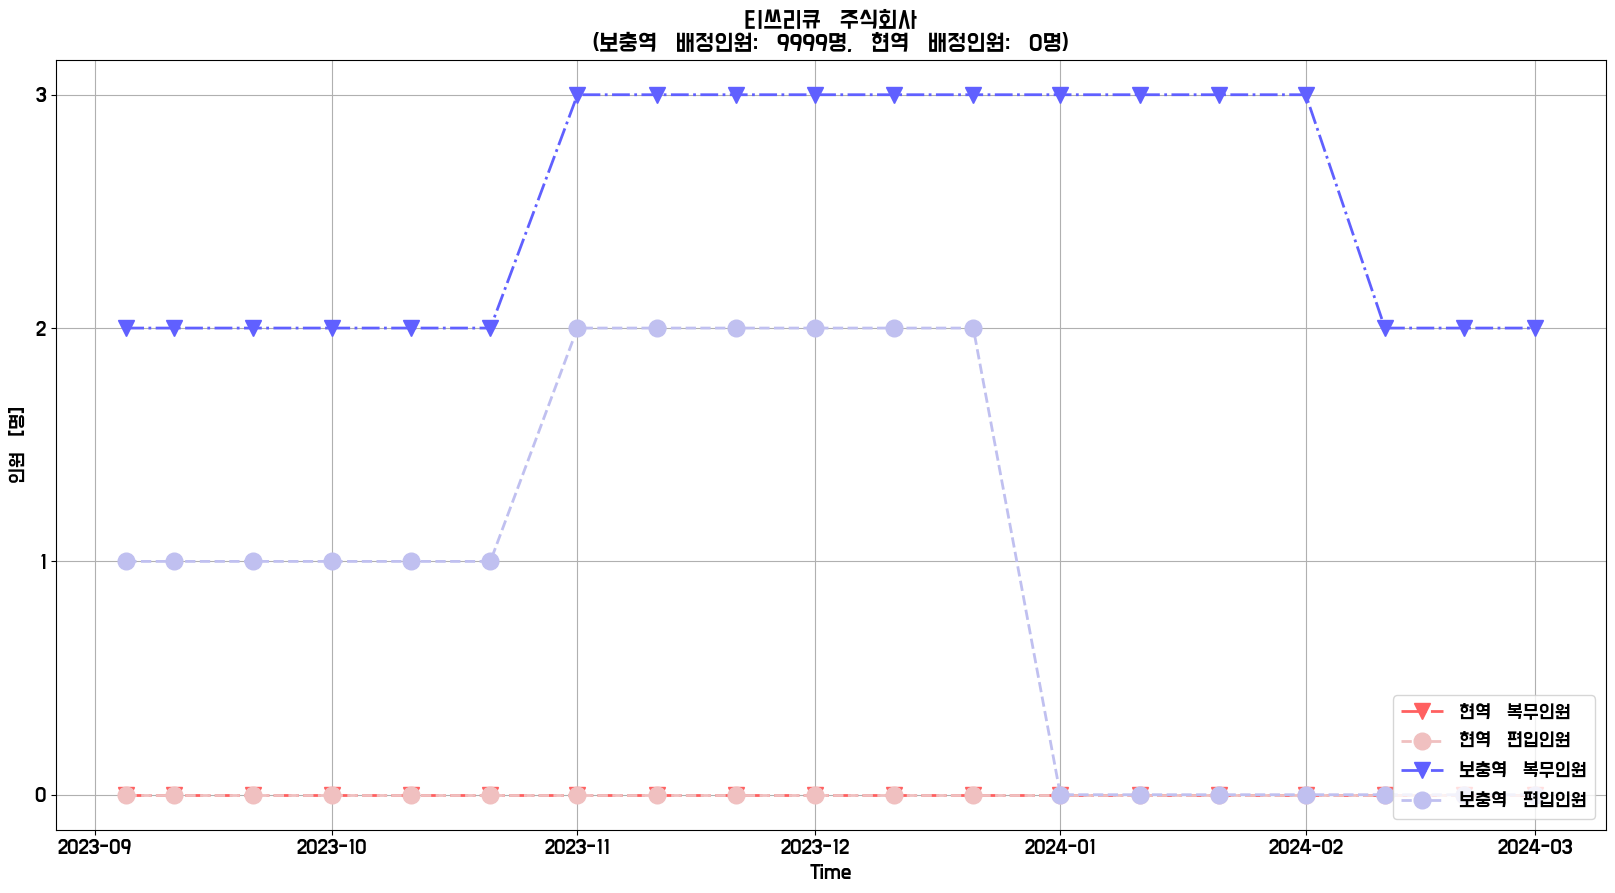 티쓰리큐 주식회사
(보충역 배정인원: 9999명, 현역 배정인원: 0명)
3
2
1
0
인원 [명]
2023-09 2023-10 2023-11 2023-12 2024-01 2024-02 2024-03
Time
현역 복무인원
현역 편입인원
보충역 복무인원
보충역 편입인원